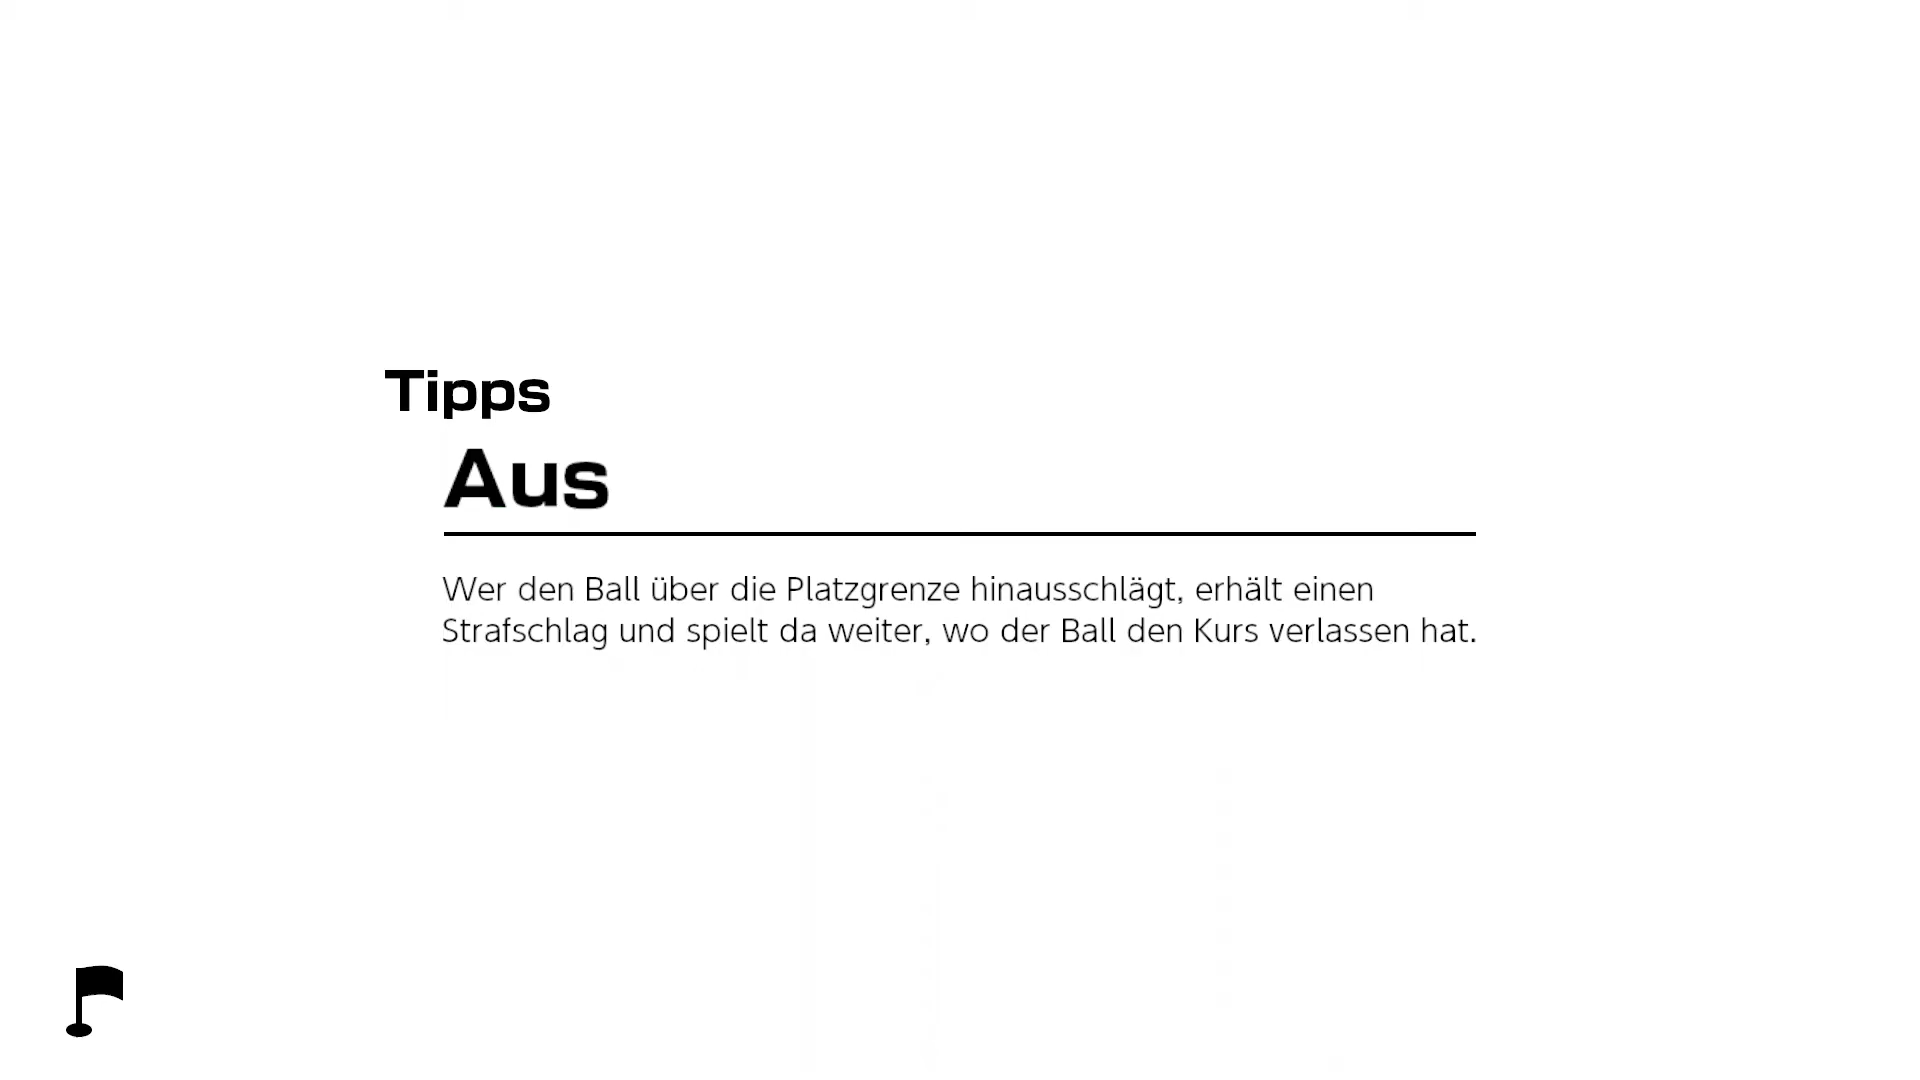 Tipps
Aus
Wer den Ball über die Platzgrenze hinausschlägt, erhält einen
Strafschlag und spielt da weiter, wo der Ball den Kurs verlassen hat.